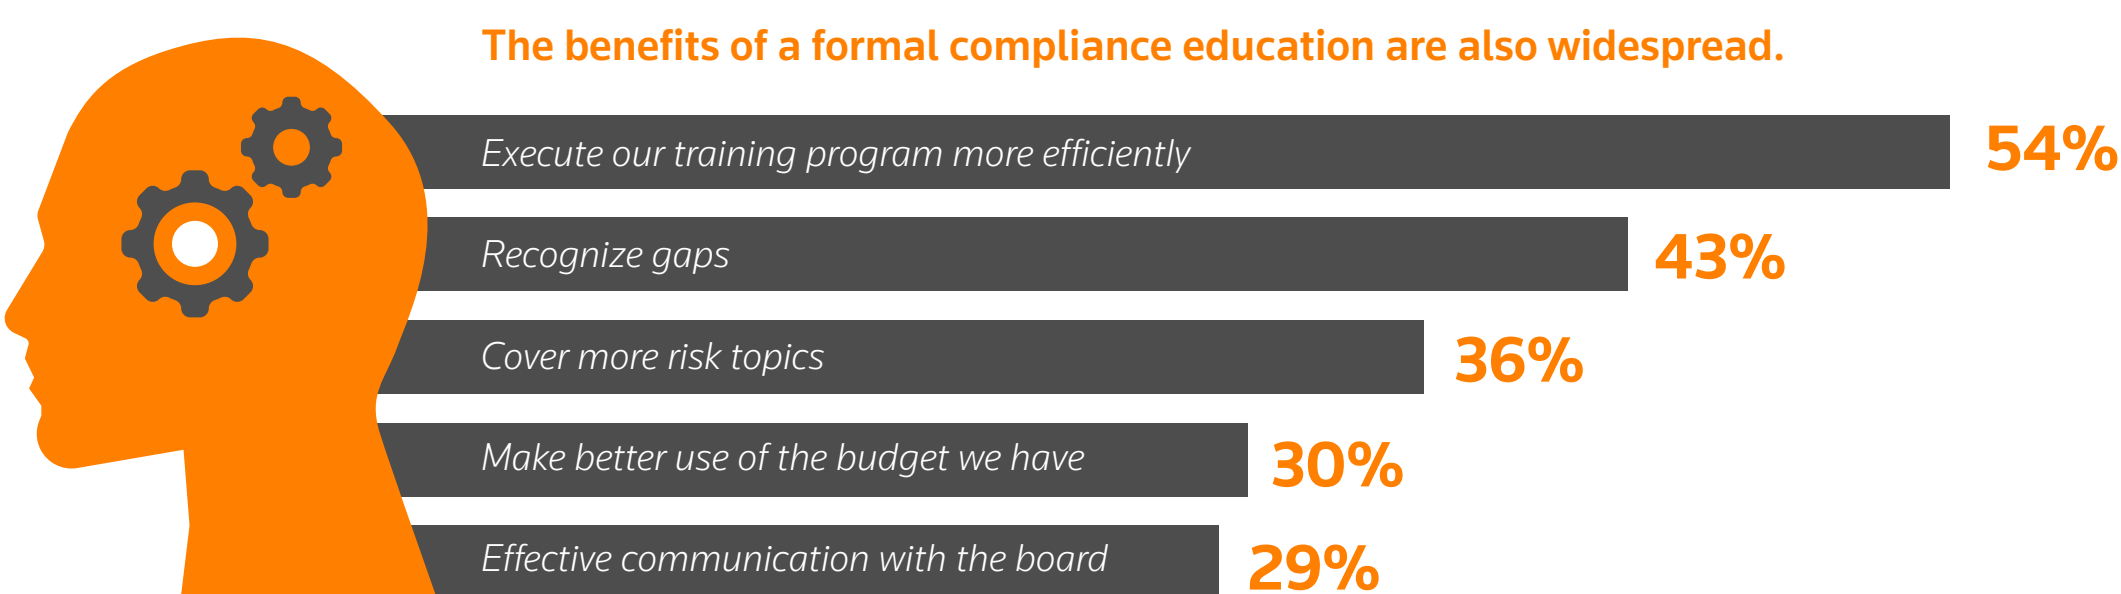 The benefits of a formal compliance education are also widespread.
Execute our training program more efficiently 54%
Recognize gaps 43%
Cover more risk topics 36%
Make better use of the budget we have 30%
Effective communication with the board 29%